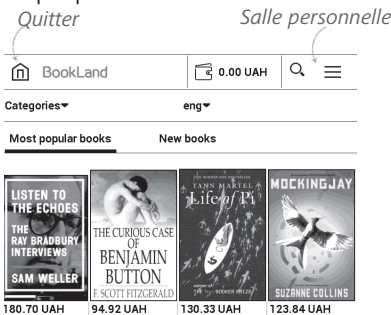 Quitter
Salle personnelle
BookLand
0.00 UAH
Categories
eng
Most popular books
New books
LISTEN TO
THE ECHOES
THE
RAY BRADBURY
INTERVIEWS
SAM WELLER
THE CURIOUS CASE
OF
BENJAMIN
BUTTON
F. SCOTT FITZGERALD
YANN MARTEL
Life of Pi
MOCKINGJAY
SUZANNE COLLINS
180.70 UAH
94.92 UAH
130.33 UAH
123.84 UAH